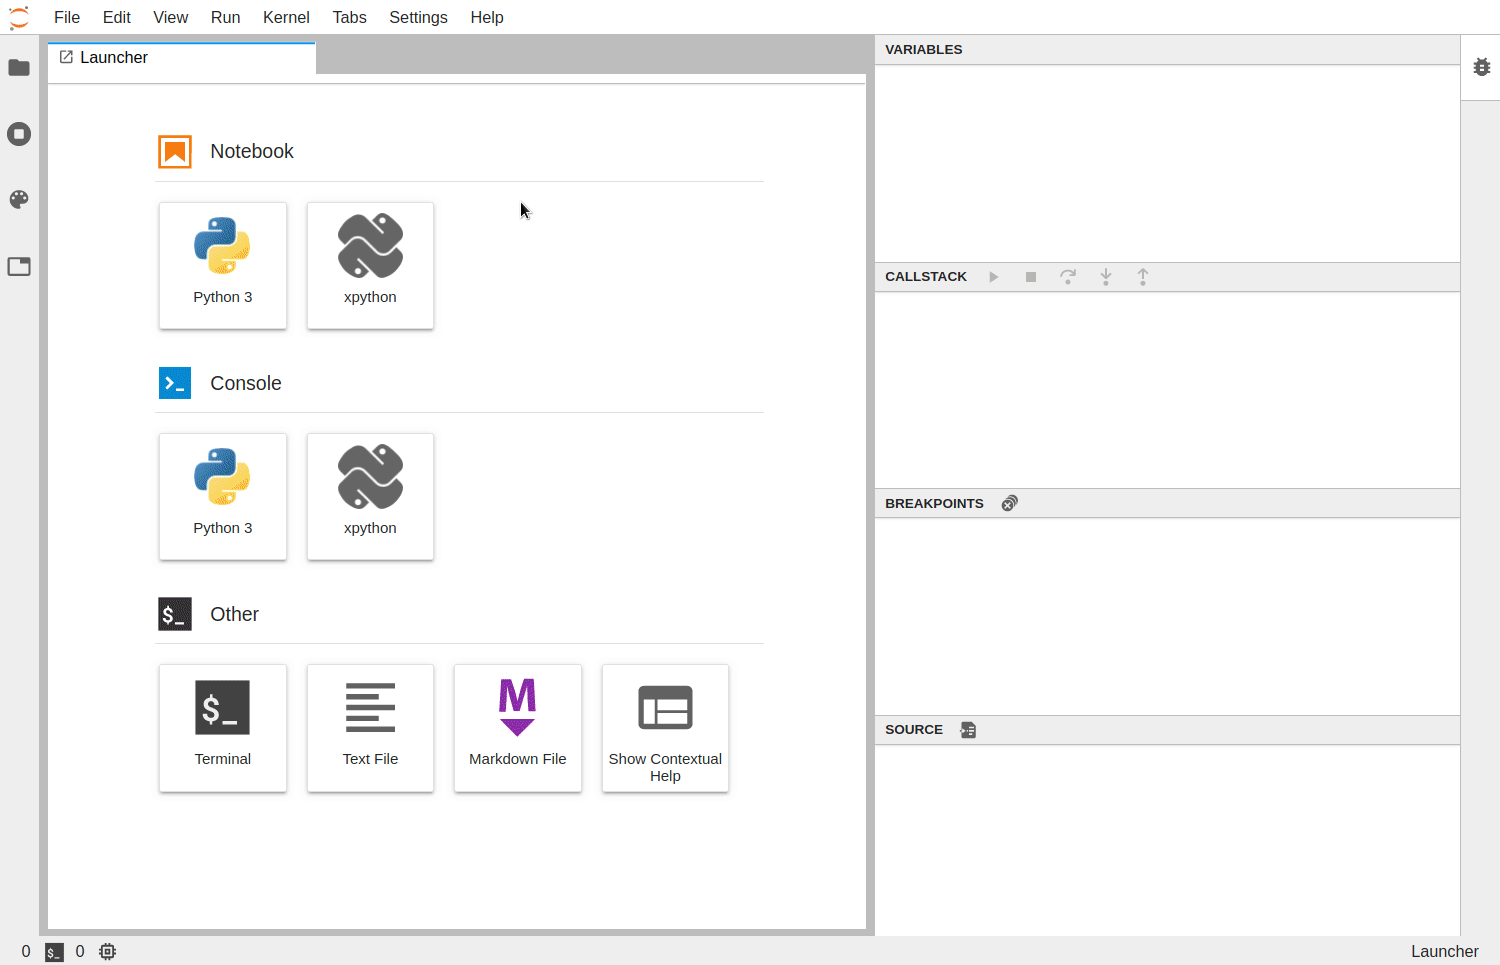 File Edit View Run Kernel Tabs Settings Help
Launcher
Notebook
Python 3
xpython
Console
Python 3
xpython
Other
$_
Terminal
Text File
M
Markdown File
Show Contextual
Help
VARIABLES
CALLSTACK
BREAKPOINTS
SOURCE
0 $_ 0
Launcher